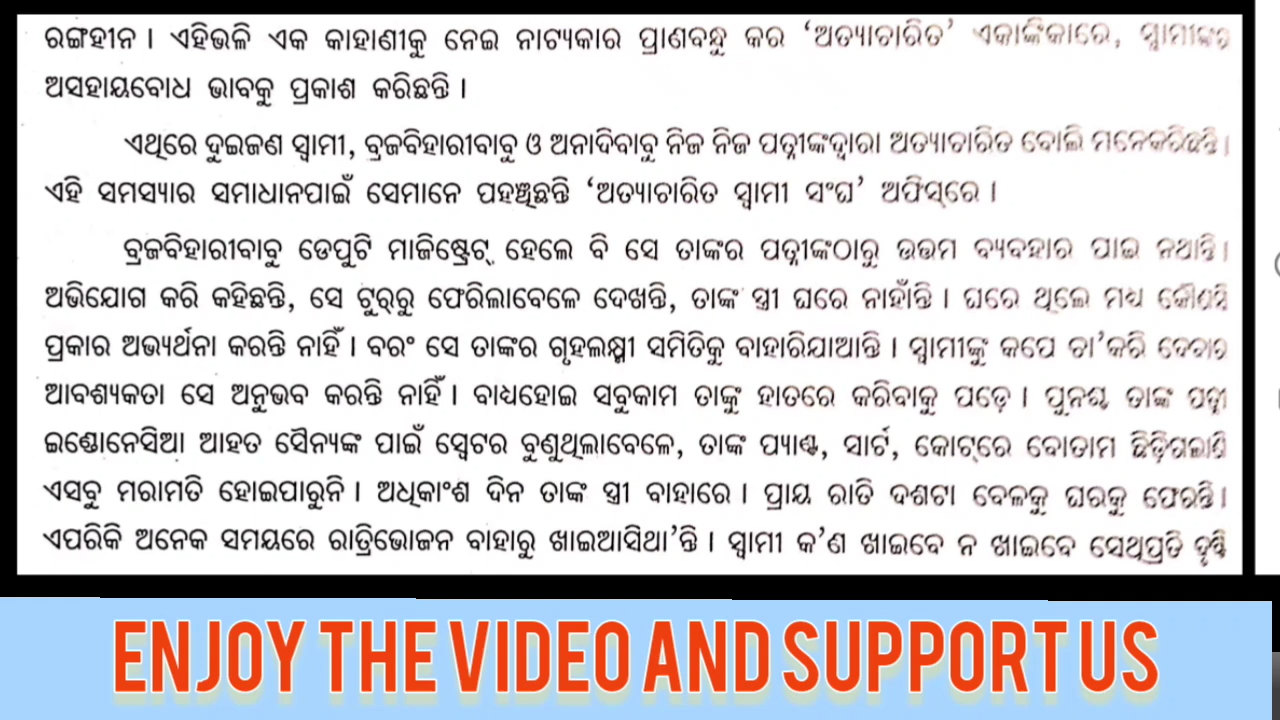 ରଙ୍ଗହୀନ । ଏହିଭଳି ଏକ କାହାଣୀକୁ ନେଇ ନାଟ୍ୟକାର ପ୍ରାଣବନ୍ଧୁ କର ‘ଅତ୍ୟାଚାରିତ’ ଏକାଙ୍କିକାରେ, ସ୍ୱାମୀଙ୍କର
ଅସହାୟବୋଧ ଭାବକୁ ପ୍ରକାଶ କରିଛନ୍ତି ।
ଏଥିରେ ଦୁଇଜଣ ସ୍ୱାମୀ, ବ୍ରଜବିହାରୀବାବୁ ଓ ଅନାଦିବାବୁ ନିଜ ନିଜ ପତ୍ନୀଙ୍କଦ୍ୱାରା ଅତ୍ୟାଚାରିତ ବୋଲି ମନେକରିଛନ୍ତି ।
ଏହି ସମସ୍ୟାର ସମାଧାନପାଇଁ ସେମାନେ ପହଞ୍ଚିଛନ୍ତି ‘ଅତ୍ୟାଚାରିତ ସ୍ୱାମୀ ସଂଘ’ ଅଫିସ୍‌ରେ ।
ବ୍ରଜବିହାରୀବାବୁ ଡେପୁଟି ମାଜିଷ୍ଟ୍ରେଟ୍ ହେଲେ ବି ସେ ତାଙ୍କର ପତ୍ନୀଙ୍କଠାରୁ ଉତ୍ତମ ବ୍ୟବହାର ପାଇ ନଥାନ୍ତି ।
ଅଭିଯୋଗ କରି କହିଛନ୍ତି, ସେ ଟୁର୍‌ରୁ ଫେରିଲାବେଳେ ଦେଖନ୍ତି, ତାଙ୍କ ସ୍ତ୍ରୀ ଘରେ ନାହାଁନ୍ତି । ଘରେ ଥିଲେ ମଧ୍ୟ କୌଣସି
ପ୍ରକାର ଅଭ୍ୟର୍ଥନା କରନ୍ତି ନାହିଁ । ବରଂ ସେ ତାଙ୍କର ଗୃହଲକ୍ଷ୍ମୀ ସମିତିକୁ ବାହାରିଯାଆନ୍ତି । ସ୍ୱାମୀଙ୍କୁ କପେ ଚା’କରି ଦେବାର
ଆବଶ୍ୟକତା ସେ ଅନୁଭବ କରନ୍ତି ନାହିଁ । ବାଧ୍ୟହୋଇ ସବୁକାମ ତାଙ୍କୁ ହାତରେ କରିବାକୁ ପଡ଼େ । ପୁନଶ୍ଚ ତାଙ୍କ ପତ୍ନୀ
ଇଣ୍ଡୋନେସିଆ ଆହତ ସୈନ୍ୟଙ୍କ ପାଇଁ ସ୍ୱେଟର ବୁଣୁଥିଲାବେଳେ, ତାଙ୍କ ପ୍ୟାଣ୍ଟ, ସାର୍ଟ, କୋଟ୍‌ରେ ବୋତାମ ଛିଡ଼ିଗଲାଣି
ଏସବୁ ମରାମତି ହୋଇପାରୁନି । ଅଧିକାଂଶ ଦିନ ତାଙ୍କ ସ୍ତ୍ରୀ ବାହାରେ । ପ୍ରାୟ ରାତି ଦଶଟା ବେଳକୁ ଘରକୁ ଫେରନ୍ତି ।
ଏପରିକି ଅନେକ ସମୟରେ ରାତ୍ରିଭୋଜନ ବାହାରୁ ଖାଇଆସିଥା’ନ୍ତି । ସ୍ୱାମୀ କ’ଣ ଖାଇବେ ନ ଖାଇବେ ସେଥିପ୍ରତି ଦୃଷ୍ଟି
ENJOY THE VIDEO AND SUPPORT US